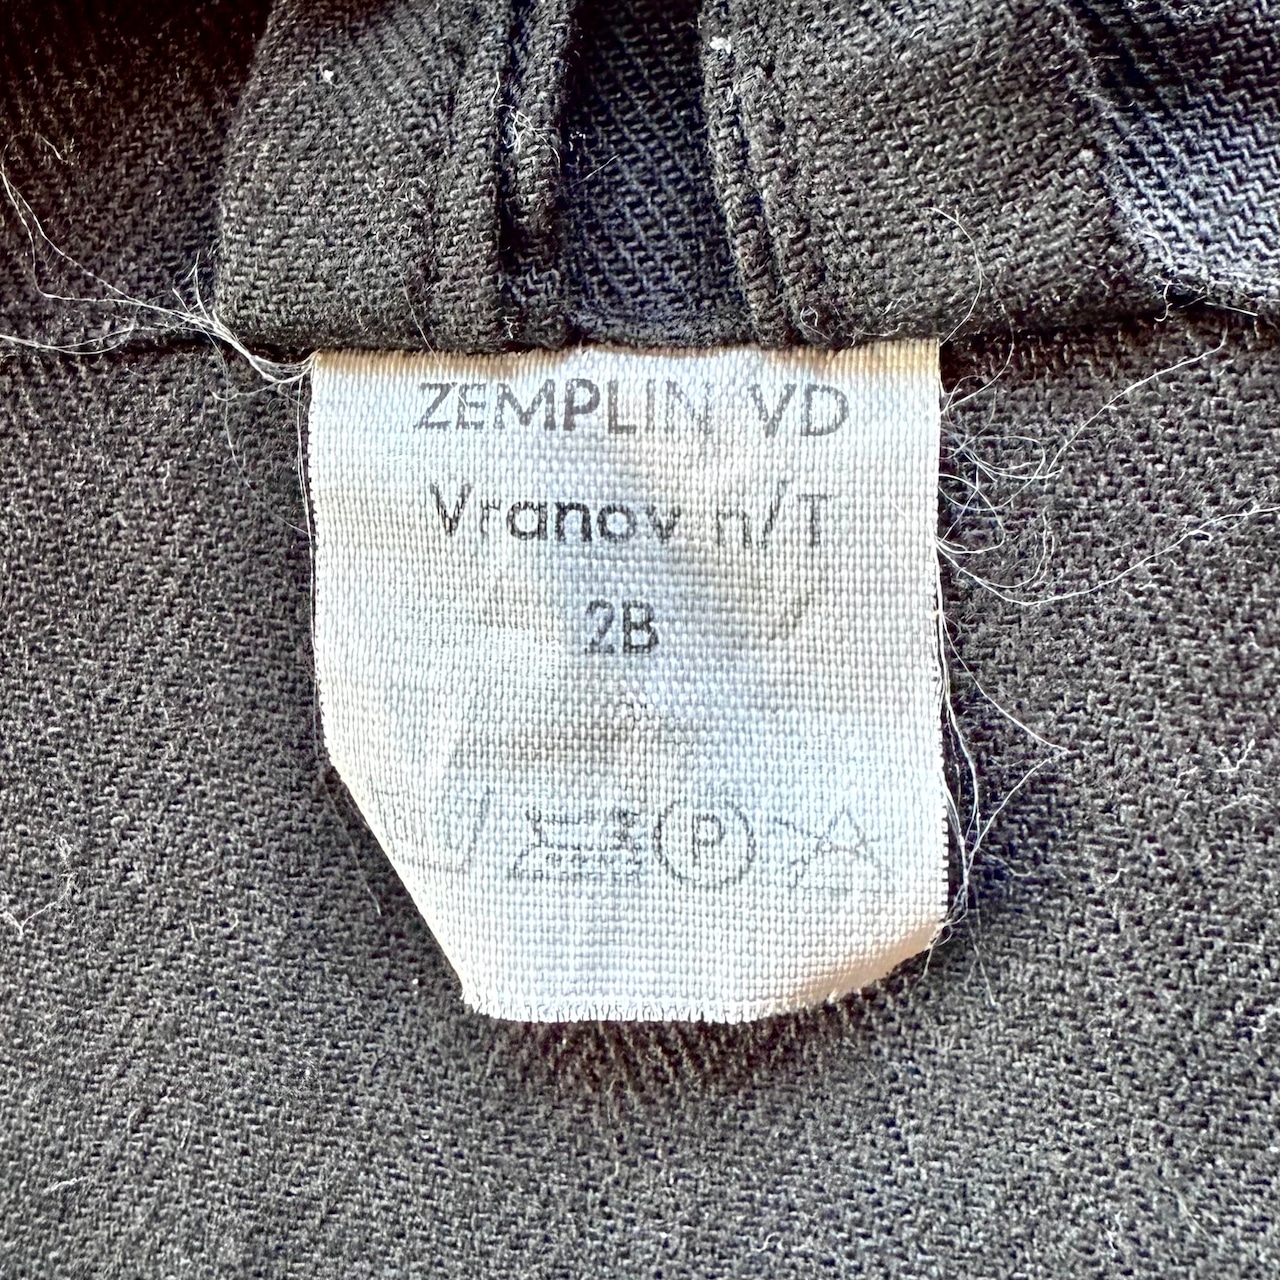 ZEMPLIN VD
Vranov n/T
2B
P